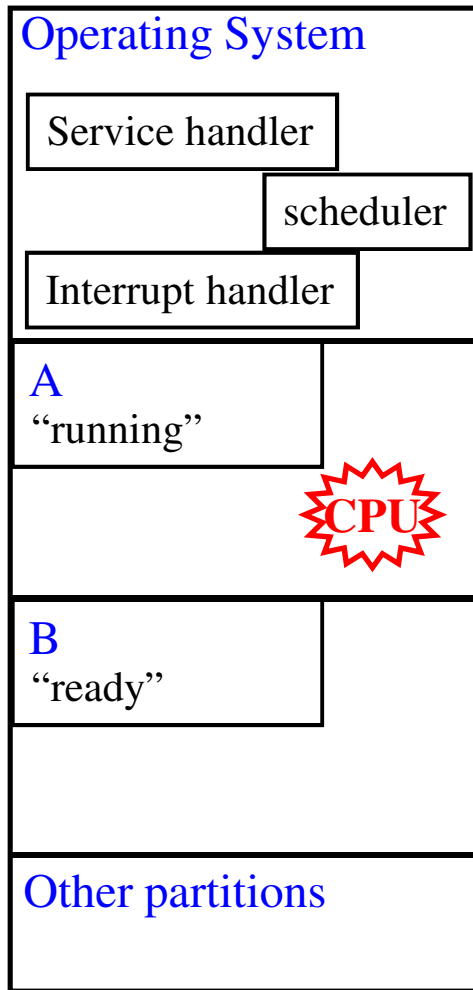 Operating System
Service handler
scheduler
Interrupt handler
A
“running”
CPU
B
“ready”
Other partitions